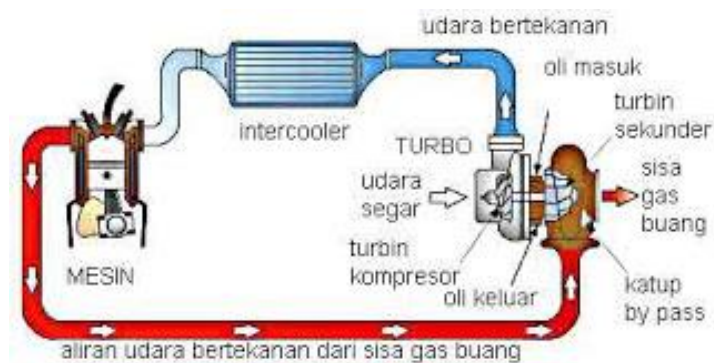 udara bertekanan
oli masuk
intercooler
TURBO
turbin
sekunder
udara
segar
sisa
gas
buang
turbin
kompresor
MESIN
oli keluar
katup
by pass
aliran udara bertekanan dari sisa gas buang